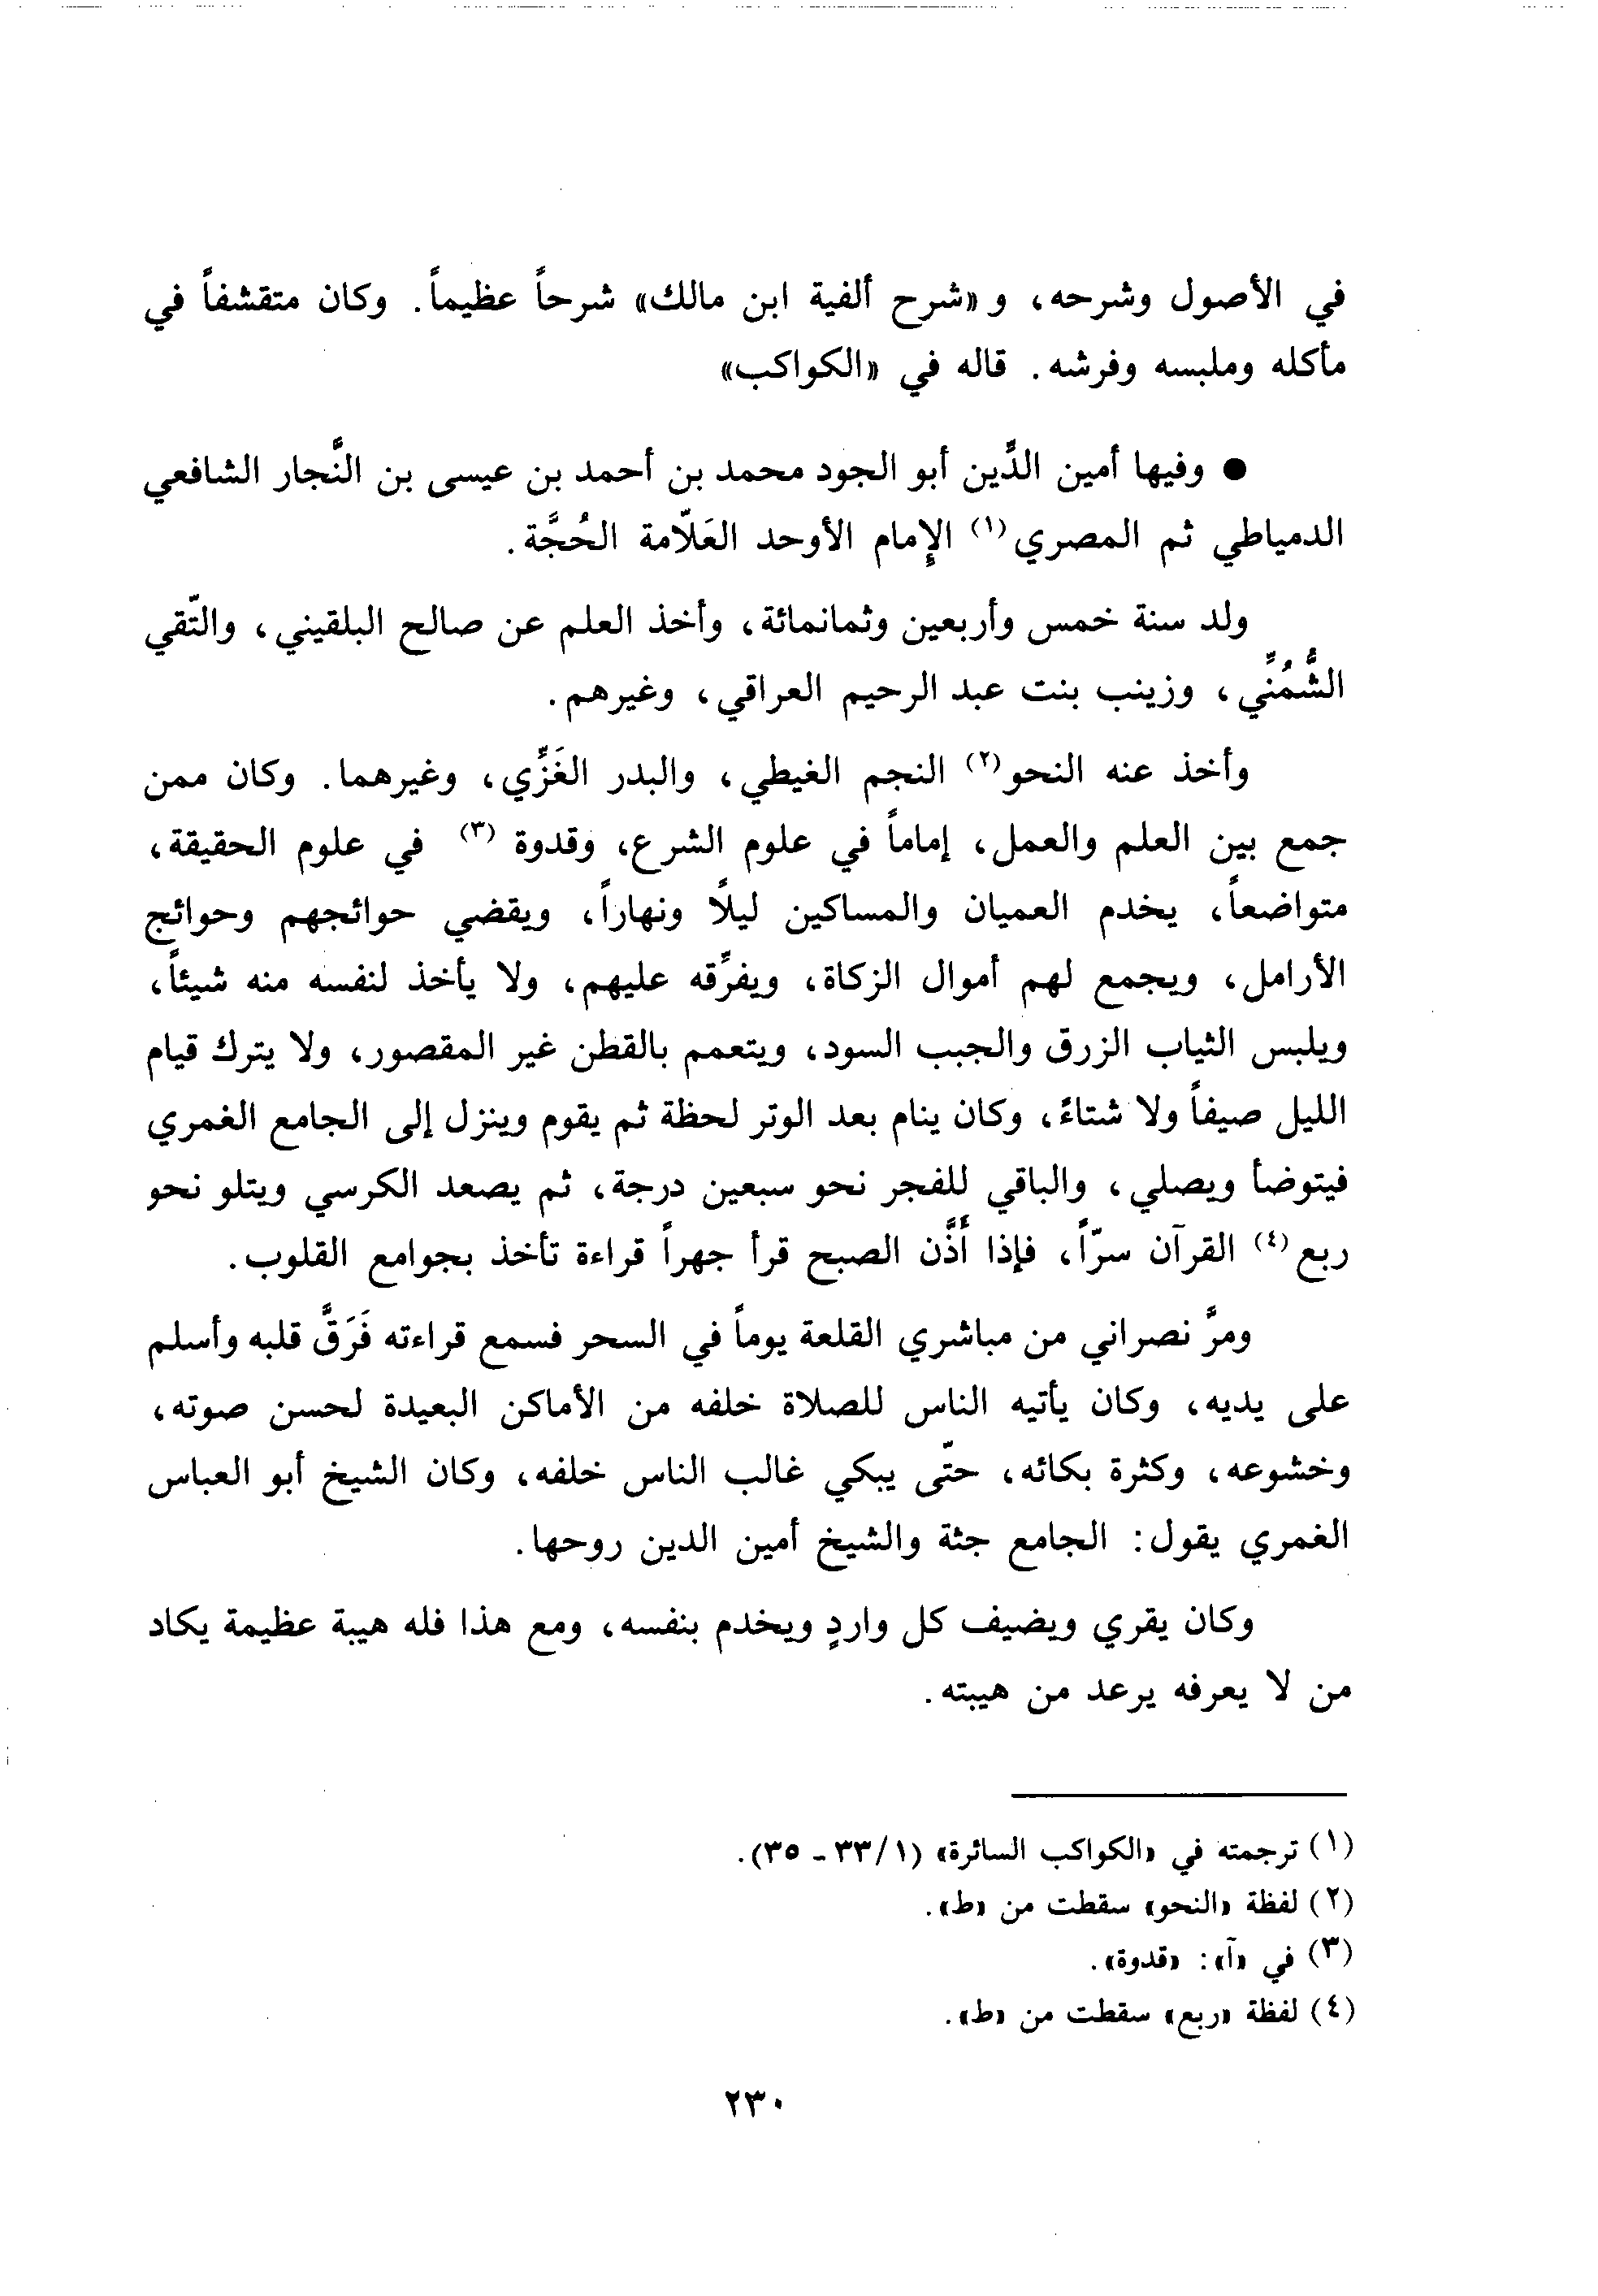 في الأصول وشرحه، و «شرح ألفية ابن مالك» شرحاً عظيماً. وكان متقشفاً في
مأكله وملبسه وفرشه. قاله في «الكواكب»
● وفيها أمين الدِّين أبو الجود محمد بن أحمد بن عيسى بن النَّجار الشافعي
الدمياطي ثم المصري (١) الإِمام الأوحد العَلّامة الحُجَّة.
ولد سنة خمس وأربعين وثمانمائة، وأخذ العلم عن صالح البلقيني، والتّقي
الشُّمُنِّي، وزينب بنت عبد الرحيم العراقي، وغيرهم.
وأخذ عنه النحو(٢) النجم الغيطي، والبدر الغَزِّي، وغيرهما. وكان ممن
جمع بين العلم والعمل، إماماً في علوم الشرع، وقدوة (٣) في علوم الحقيقة،
متواضعاً، يخدم العميان والمساكين ليلًا ونهاراً، ويقضي حوائجهم وحوائج
الأرامل، ويجمع لهم أموال الزكاة، ويفرِّقه عليهم، ولا يأخذ لنفسه منه شيئاً،
ويلبس الثياب الزرق والجبب السود، ويتعمم بالقطن غير المقصور، ولا يترك قيام
الليل صيفاً ولا شتاءً، وكان ينام بعد الوتر لحظة ثم يقوم وينزل إلى الجامع الغمري
فيتوضأ ويصلي، والباقي للفجر نحو سبعين درجة، ثم يصعد الكرسي ويتلو نحو
ربع (٤) القرآن سرّاً، فإذا أُذَّن الصبح قرأ جهراً قراءة تأخذ بجوامع القلوب.
ومرَّ نصراني من مباشري القلعة يوماً في السحر فسمع قراءته فَرَقَّ قلبه وأسلم
على يديه، وكان يأتيه الناس للصلاة خلفه من الأماكن البعيدة لحسن صوته،
وخشوعه، وكثرة بكائه، حتّى يبكي غالب الناس خلفه، وكان الشيخ أبو العباس
الغمري يقول: الجامع جثة والشيخ أمين الدين روحها.
وكان يقري ويضيف كل واردٍ ويخدم بنفسه، ومع هذا فله هيبة عظيمة يكاد
من لا يعرفه يرعد من هيبته.
(١) ترجمته في «الكواكب السائرة» (١/ ٣٣ - ٣٥).
(٢) لفظة «النحو» سقطت من «ط».
(٣) في «آ»: «قدوة».
(٤) لفظة «ربع» سقطت من «ط».
٢٣٠